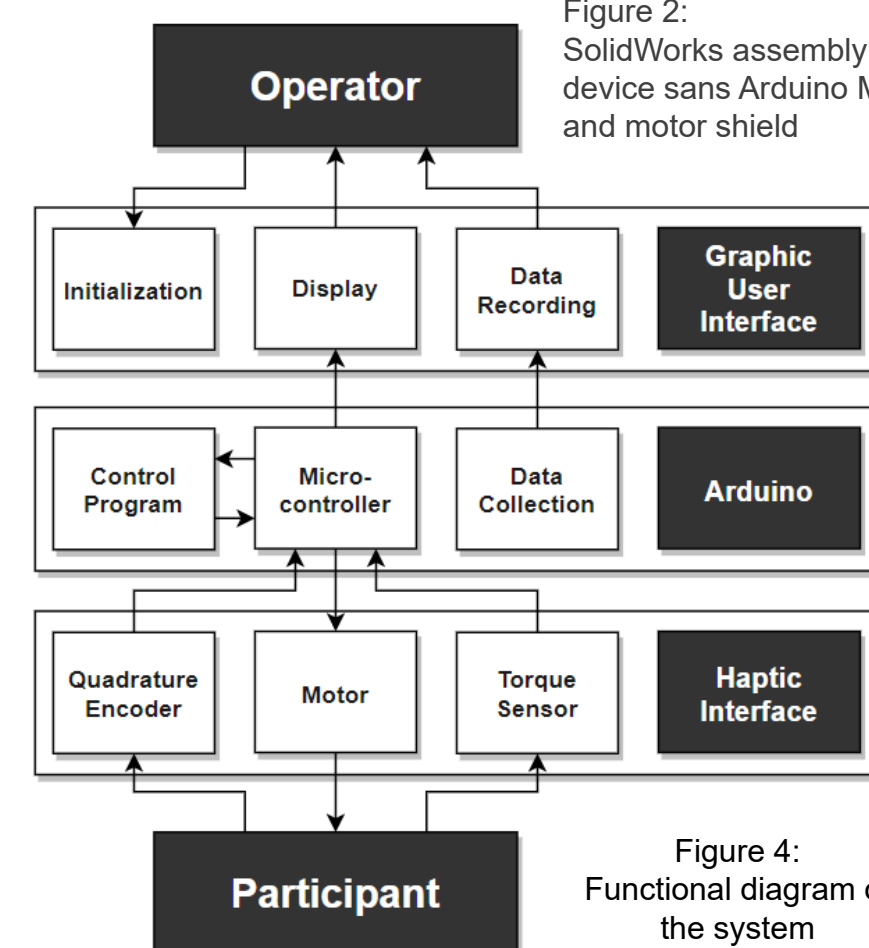 Figure 2:
SolidWorks assembly
device sans Arduino
and motor shield
Operator
Initialization
Display
Data
Recording
Graphic
User
Interface
Control
Program
Micro-
controller
Data
Collection
Arduino
Quadrature
Encoder
Motor
Torque
Sensor
Haptic
Interface
Participant
Figure 4:
Functional diagram
the system